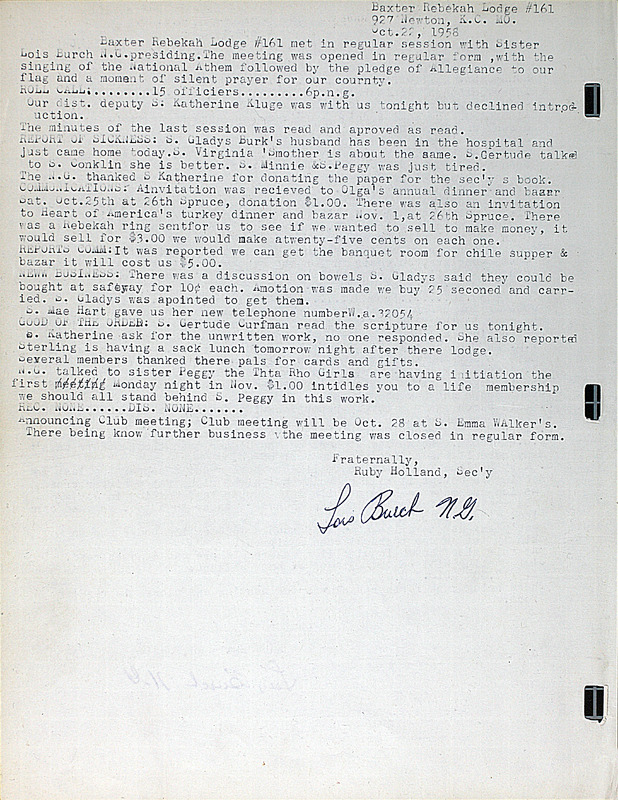 Baxter Rebekah Lodge #161
927 Newton, K.C. MO.
Oct.22, 1958
Baxter Rebekah Lodge #161 met in regular session with Sister
Lois Burch N.G.presiding.The meeting was opened in regular form ,with the
singing of the National Athem followed by the pledge of Allegiance to our
flag and a moment of silent prayer for our counrty.
ROLL CALL;.........15 officiers.........6p.n.g.
Our dist. deputy S. Katherine Kluge was with us tonight but declined introd-
uction.
The minutes of the last session was read and aproved as read.
REPORT OF SICKNESS: S. Gladys Burk's husband has been in the hospital and
just came home today.S. Virginia 'Smother is about the same. S.Gertude talked
to S. Conklin she is better. S. Minnie &S.Peggy was just tired.
The N.G. thanked S Katherine for donating the paper for the sec'y s book.
COMMUNICATIONS: Ainvitation was recieved to Olga's annual dinner and bazar
Sat. Oct.25th at 26th Spruce, donation $1.00. There was also an invitation
to Heart of America's turkey dinner and bazar Nov. 1,at 26th Spruce. There
was a Rebekah ring sentfor us to see if we wanted to sell to make money, it
would sell for $3.00 we would make atwenty-five cents on each one.
REPORTS COMM:It was reported we can get the banquet room for chile supper &
bazar it will cost us $5.00.
NEWW BUSINESS: There was a discussion on bowels S. Gladys said they could be
bought at safeway for 10¢ each. Amotion was made we buy 25 seconed and carr-
ied. S. Gladys was apointed to get them.
S. Mae Hart gave us her new telephone numberW.a.32054
GOOD OF THE ORDER: S. Gertude Curfman read the scripture for us tonight.
S. Katherine ask for the unwritten work, no one responded. She also reported
Sterling is having a sack lunch tomorrow night after there lodge.
Several members thanked there pals for cards and gifts.
N.G. talked to sister Peggy the Thta Rho Girls are having initiation the
first meeting Monday night in Nov. $1.00 intidles you to a life membership
we should all stand behind S. Peggy in this work.
REC. NONE......DIS. NONE.......
Announcing Club meeting; Club meeting will be Oct. 28 at S. Emma Walker's.
There being know further business the meeting was closed in regular form.
Fraternally,
Ruby Holland, Sec'y
Lois Burch N.G.